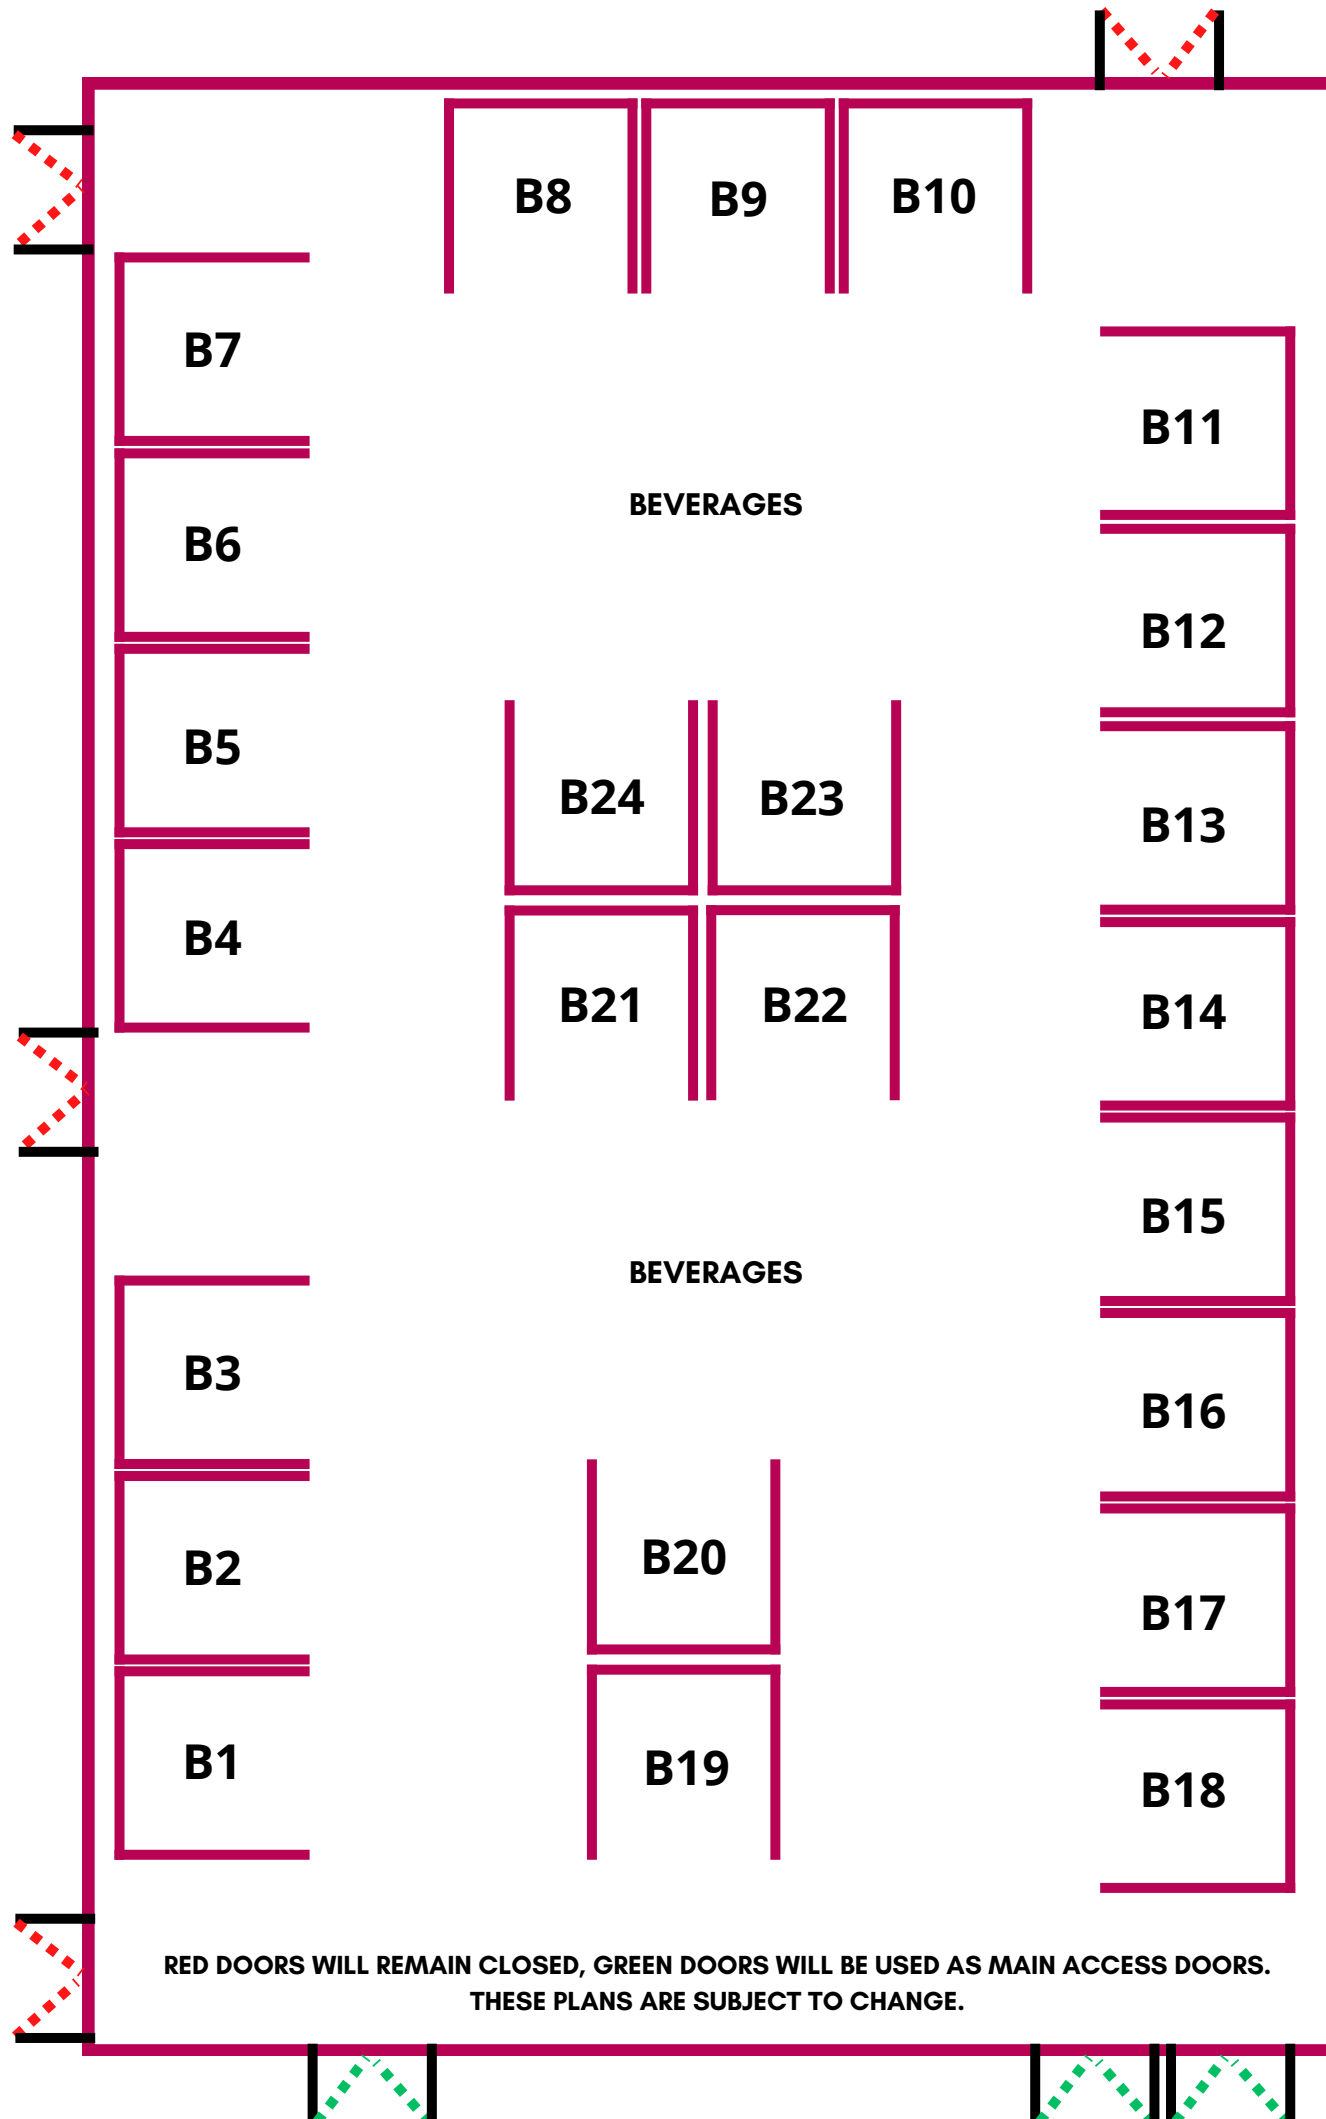 B8
B9
B10
B7
B11
BEVERAGES
B6
B12
B5
B24
B23
B13
B4
B21
B22
B14
B15
BEVERAGES
B3
B16
B2
B20
B17
B1
B19
B18
RED DOORS WILL REMAIN CLOSED, GREEN DOORS WILL BE USED AS MAIN ACCESS DOORS.
THESE PLANS ARE SUBJECT TO CHANGE.